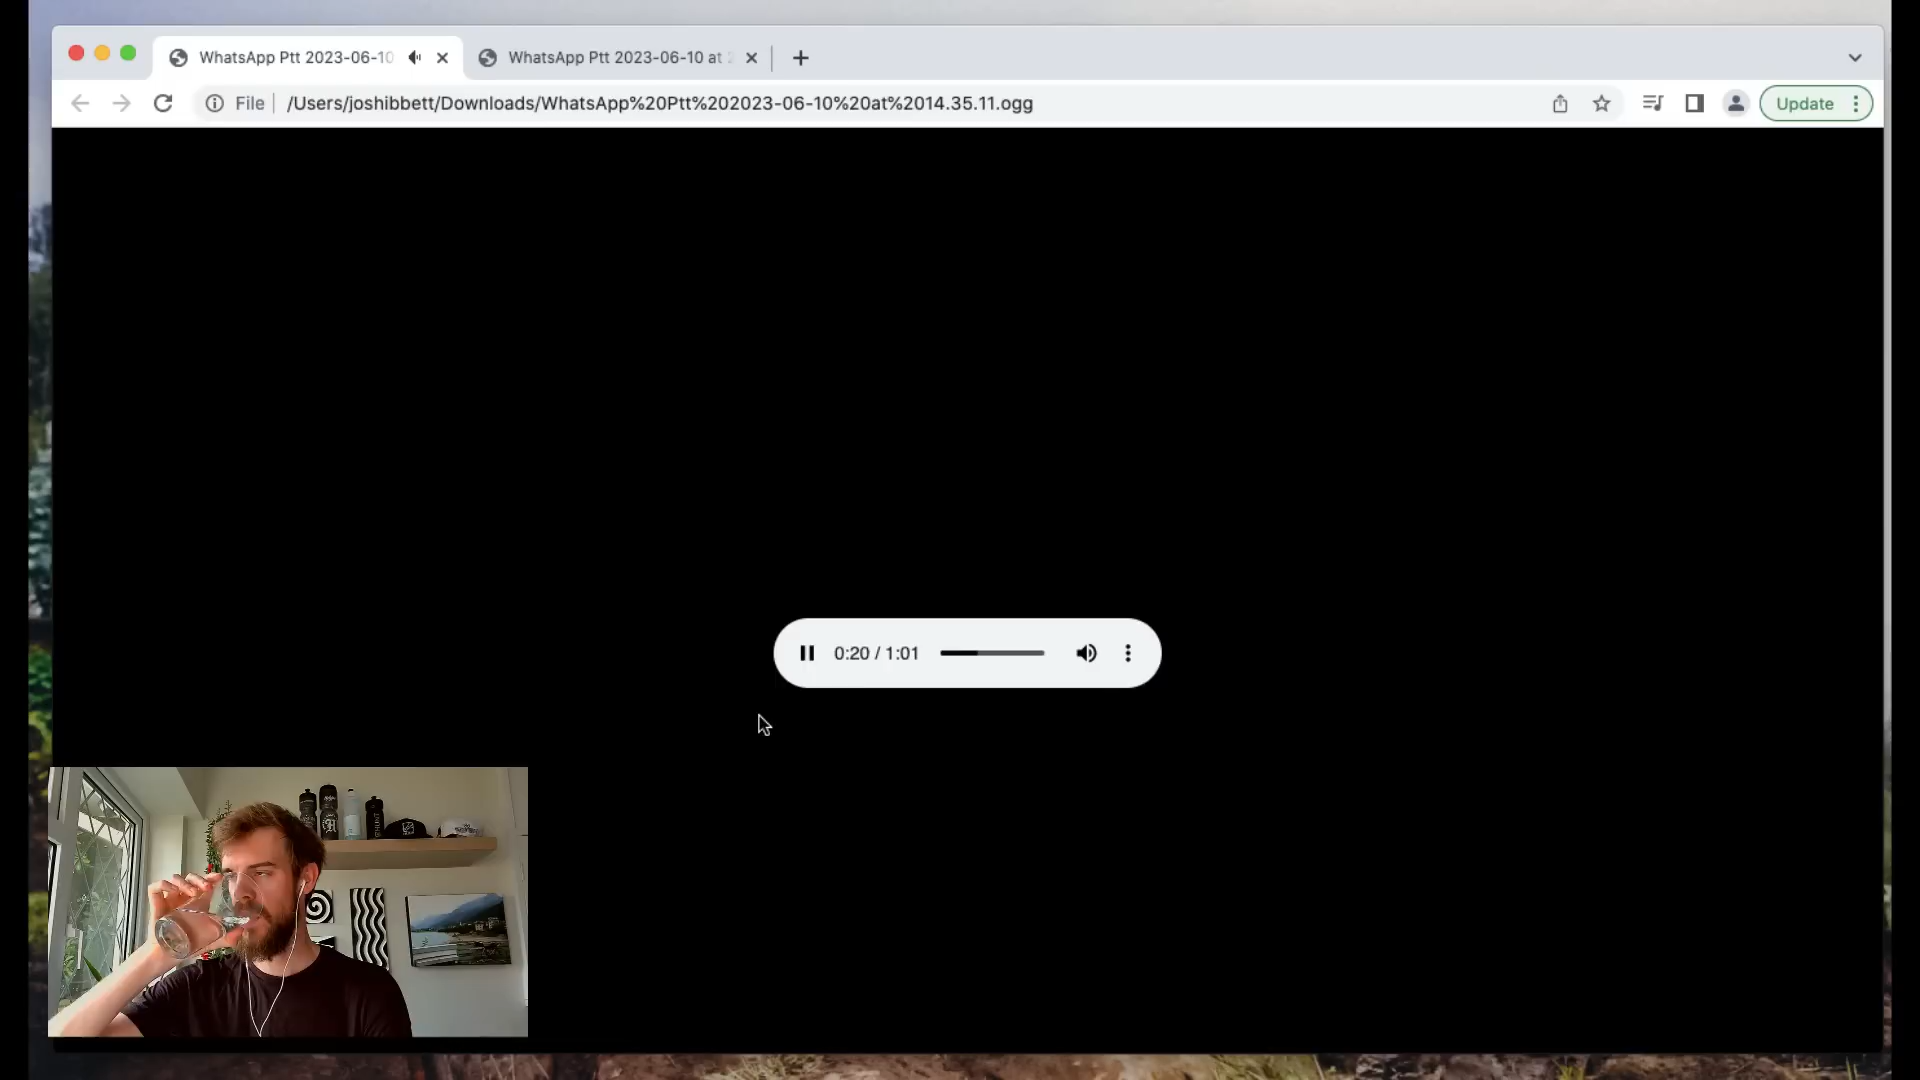 WhatsApp Ptt 2023-06-10
WhatsApp Ptt 2023-06-10 at
File
/Users/joshibbett/Downloads/WhatsApp%20Ptt%202023-06-10%20at%2014.35.11.ogg
Update
0:20 / 1:01